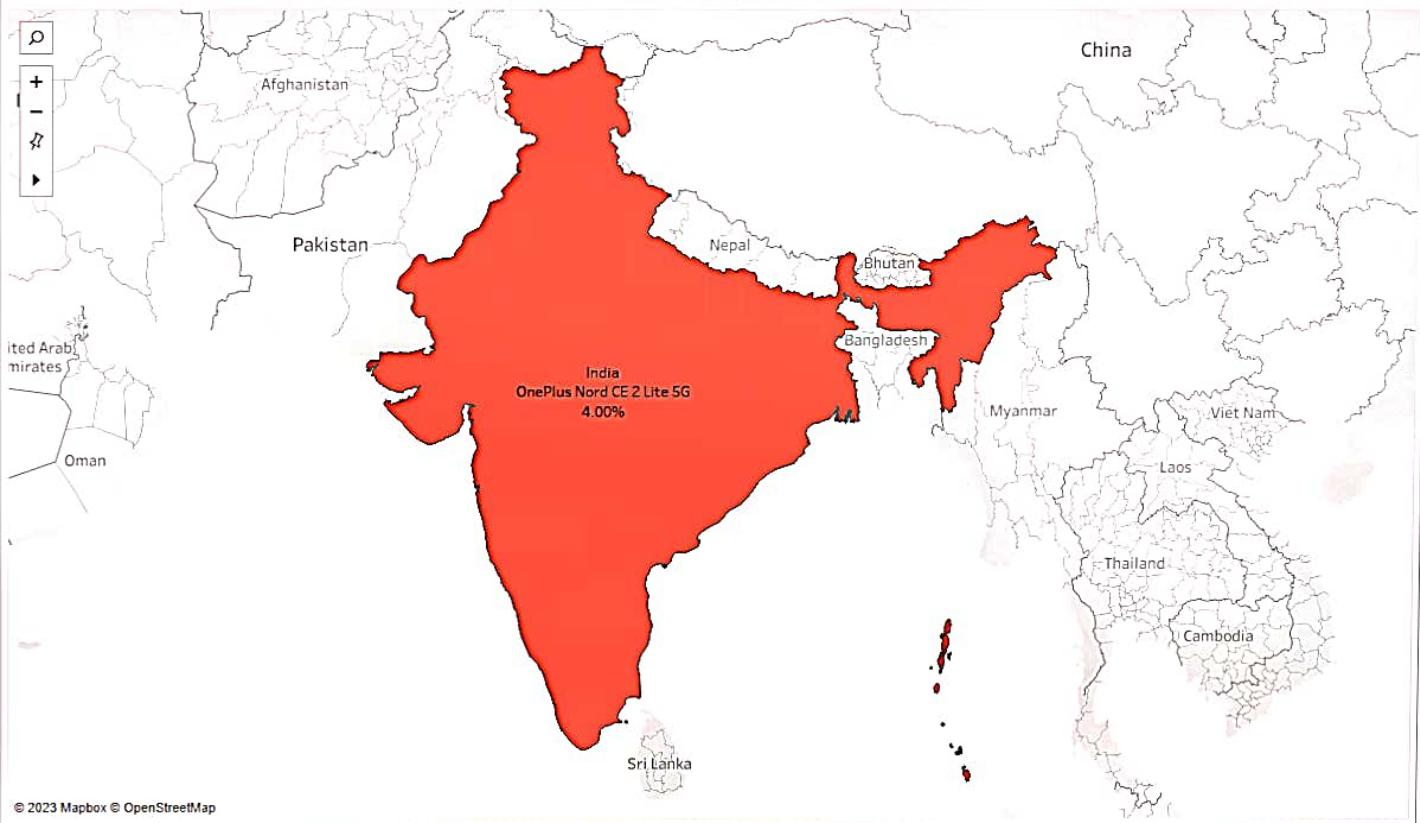 China
Afghanistan
Pakistan
Nepal
Bhutan
Bangladesh
ited Arab
mirates
India
OnePlus Nord CE 2 Lite 5G
4.00%
Myanmar
Viet Nam
Oman
Laos
Thailand
Cambodia
Sri Lanka
© 2023 Mapbox © OpenStreetMap